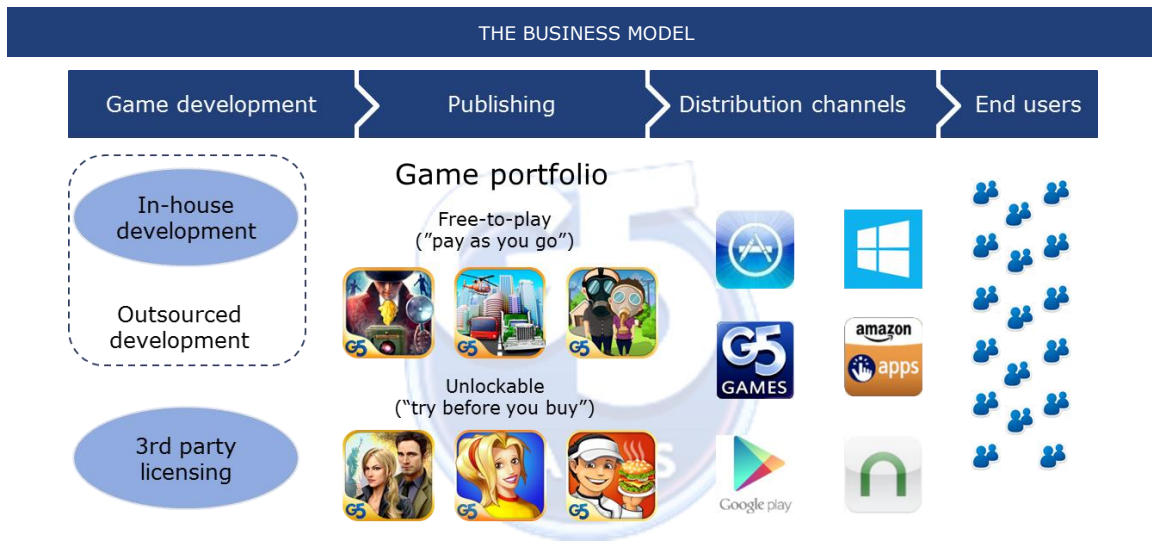 THE BUSINESS MODEL
Game development
Publishing
Distribution channels
End users
In-house
development
Outsourced
development
3rd party
licensing
Game portfolio
Free-to-play
(”pay as you go”)
G5
G5
G5
Unlockable
(“try before you buy”)
G5
G5
G5
G5
GAMES
amazon
apps
Google play